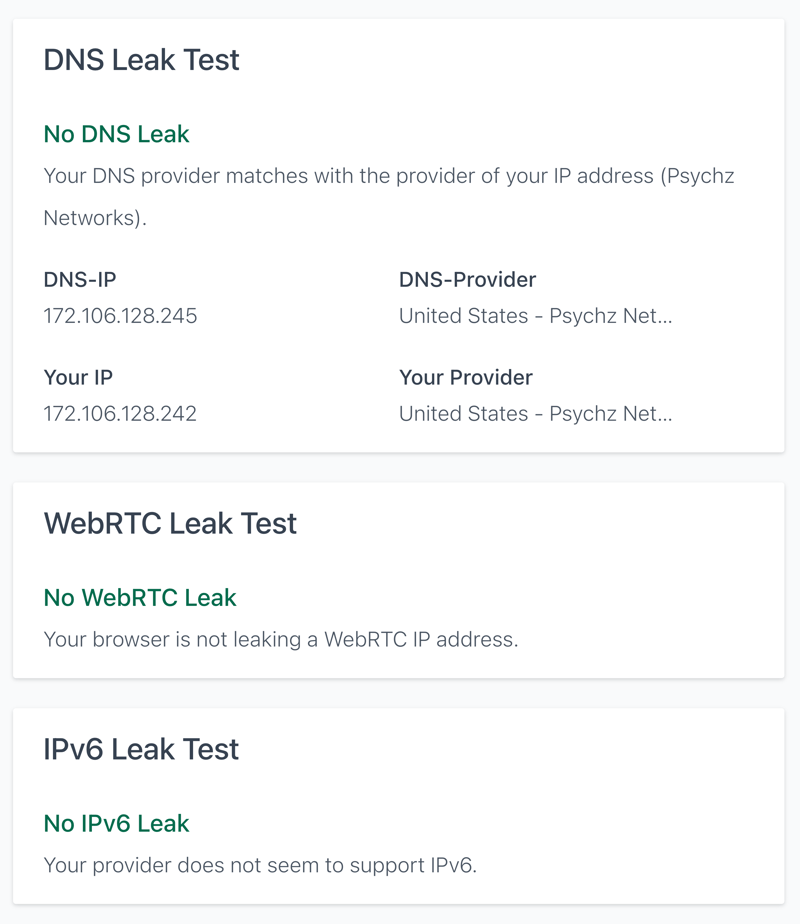 DNS Leak Test
No DNS Leak
Your DNS provider matches with the provider of your IP address (Psychz
Networks).
DNS-IP
DNS-Provider
172.106.128.245
United States - Psychz Net...
Your IP
Your Provider
172.106.128.242
United States - Psychz Net...
WebRTC Leak Test
No WebRTC Leak
Your browser is not leaking a WebRTC IP address.
IPv6 Leak Test
No IPv6 Leak
Your provider does not seem to support IPv6.